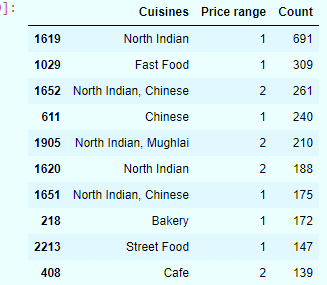 ]:
Cuisines Price range Count
1619 North Indian 1 691
1029 Fast Food 1 309
1652 North Indian, Chinese 2 261
611 Chinese 1 240
1905 North Indian, Mughlai 2 210
1620 North Indian 2 188
1651 North Indian, Chinese 1 175
218 Bakery 1 172
2213 Street Food 1 147
408 Cafe 2 139